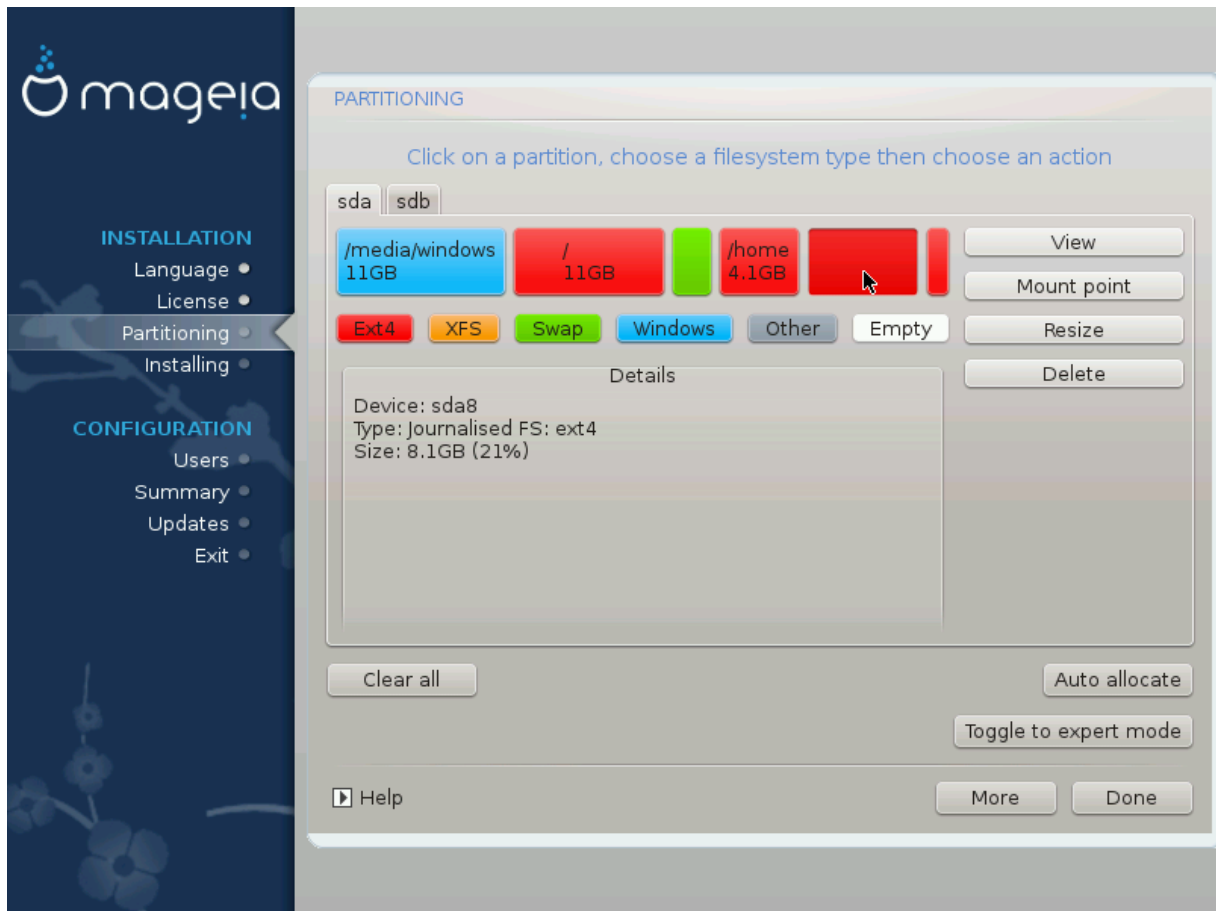 mageia
INSTALLATION
Language
License
Partitioning
Installing
CONFIGURATION
Users
Summary
Updates
Exit
PARTITIONING
Click on a partition, choose a filesystem type then choose an action
sda sdb
/media/windows / /home
11GB 11GB 4.1GB
Ext4 XFS Swap Windows Other Empty
View
Mount point
Resize
Delete
Details
Device: sda8
Type: Journalised FS: ext4
Size: 8.1GB (21%)
Clear all Auto allocate
Toggle to expert mode
Help More Done